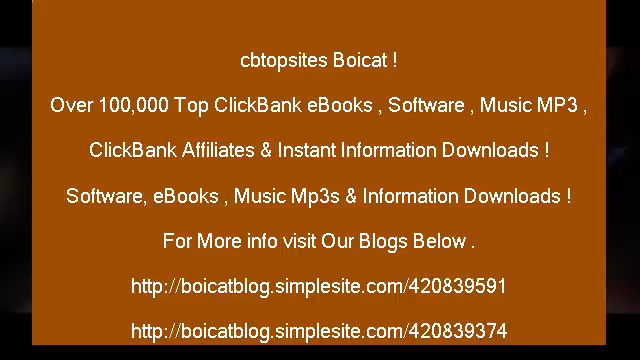 cbtopsites Boicat !
Over 100,000 Top ClickBank eBooks , Software , Music MP3 ,
ClickBank Affiliates & Instant Information Downloads !
Software, eBooks , Music Mp3s & Information Downloads !
For More info visit Our Blogs Below .
http://boicatblog.simplesite.com/420839591
http://boicatblog.simplesite.com/420839374